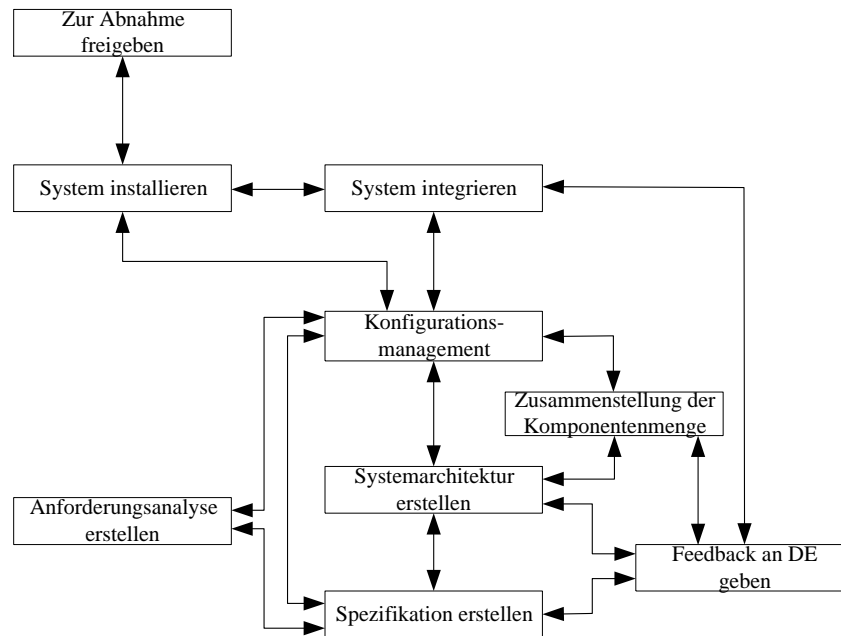 Zur Abnahme
freigeben
System installieren
System integrieren
Konfigurations-
management
Zusammenstellung der
Komponentenmenge
Systemarchitektur
erstellen
Anforderungsanalyse
erstellen
Feedback an DE
geben
Spezifikation erstellen